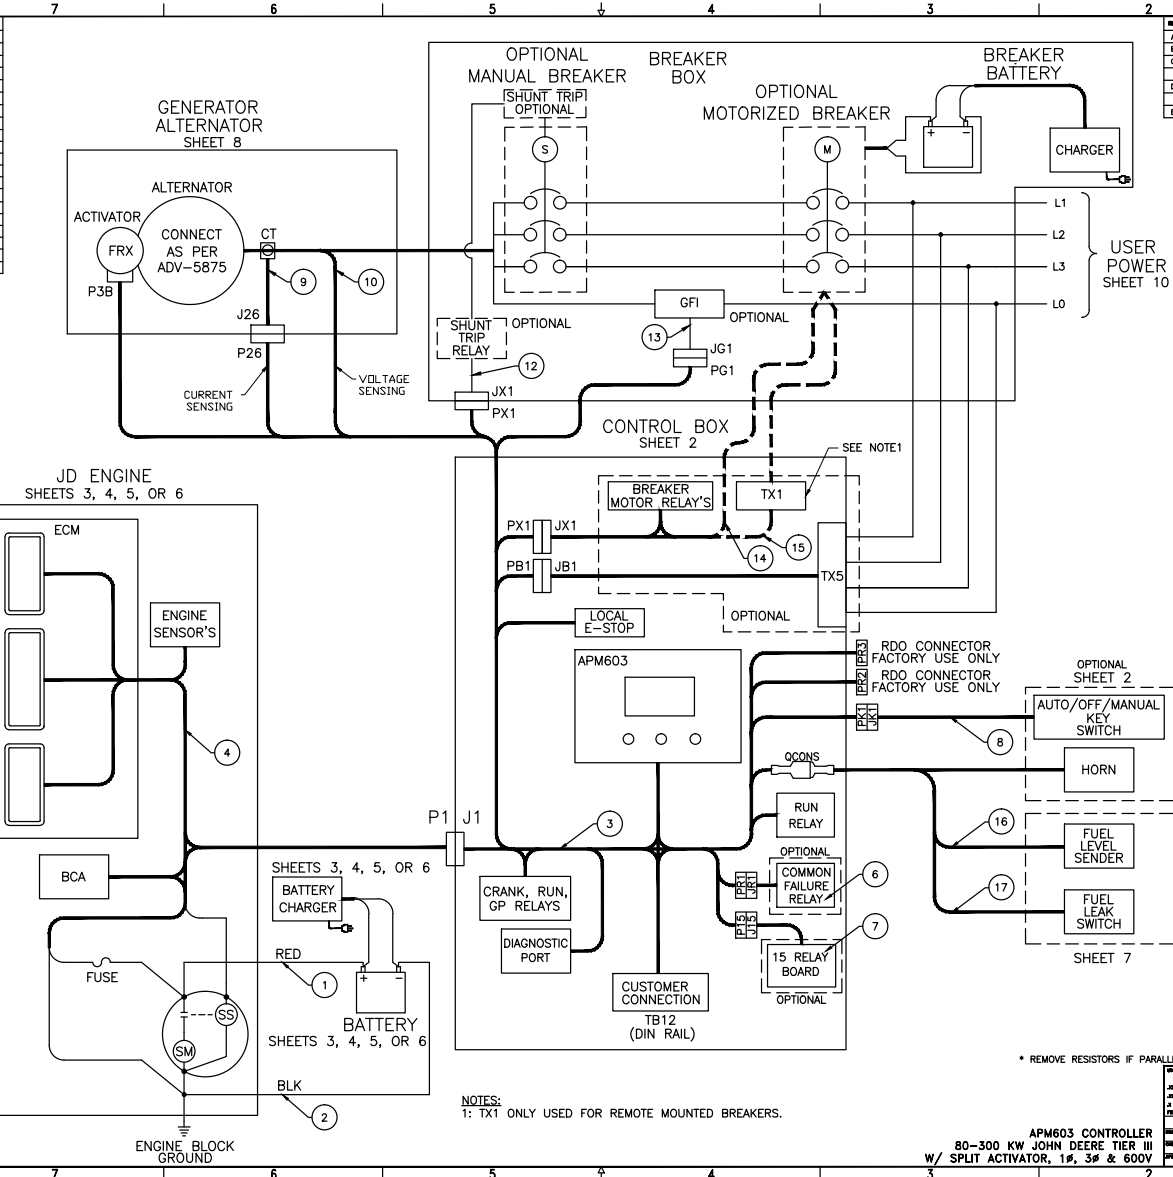 7 6 5 4 3 2
OPTIONAL
MANUAL BREAKER
BREAKER
BOX
BREAKER
BATTERY
OPTIONAL
MOTORIZED BREAKER
SHUNT TRIP
OPTIONAL
GENERATOR
ALTERNATOR
SHEET 8
S
M
+ −
CHARGER
ALTERNATOR
ACTIVATOR
FRX
CONNECT
AS PER
ADV-5875
P3B
CT
9
10
J26
P26
CURRENT
SENSING
VOLTAGE
SENSING
L1
L2
L3
L0
USER
POWER
SHEET 10
GFI
OPTIONAL
13
JG1
PG1
SHUNT
TRIP
RELAY
OPTIONAL
12
JX1
PX1
CONTROL BOX
SHEET 2
SEE NOTE1
JD ENGINE
SHEETS 3, 4, 5, OR 6
ECM
ENGINE
SENSOR'S
4
BCA
BREAKER
MOTOR RELAY'S
TX1
PX1
JX1
14
15
PB1
JB1
TX5
OPTIONAL
LOCAL
E-STOP
APM603
PR3
RDO CONNECTOR
FACTORY USE ONLY
PR2
RDO CONNECTOR
FACTORY USE ONLY
PK1
JK1
8
OPTIONAL
SHEET 2
AUTO/OFF/MANUAL
KEY
SWITCH
HORN
QCONS
RUN
RELAY
16
FUEL
LEVEL
SENDER
17
FUEL
LEAK
SWITCH
SHEET 7
P1
J1
3
CRANK, RUN,
GP RELAYS
DIAGNOSTIC
PORT
OPTIONAL
COMMON
FAILURE
RELAY
PR1
JR1
6
P15
J15
7
15 RELAY
BOARD
OPTIONAL
CUSTOMER
CONNECTION
TB12
(DIN RAIL)
SHEETS 3, 4, 5, OR 6
BATTERY
CHARGER
RED
1
+ −
BATTERY
SHEETS 3, 4, 5, OR 6
FUSE
SS
SM
BLK
2
ENGINE BLOCK
GROUND
NOTES:
1: TX1 ONLY USED FOR REMOTE MOUNTED BREAKERS.
* REMOVE RESISTORS IF
APM603 CONTROLLER
80-300 KW JOHN DEERE TIER III
W/ SPLIT ACTIVATOR, 1ø, 3ø & 600V
7 6 5 4 3 2